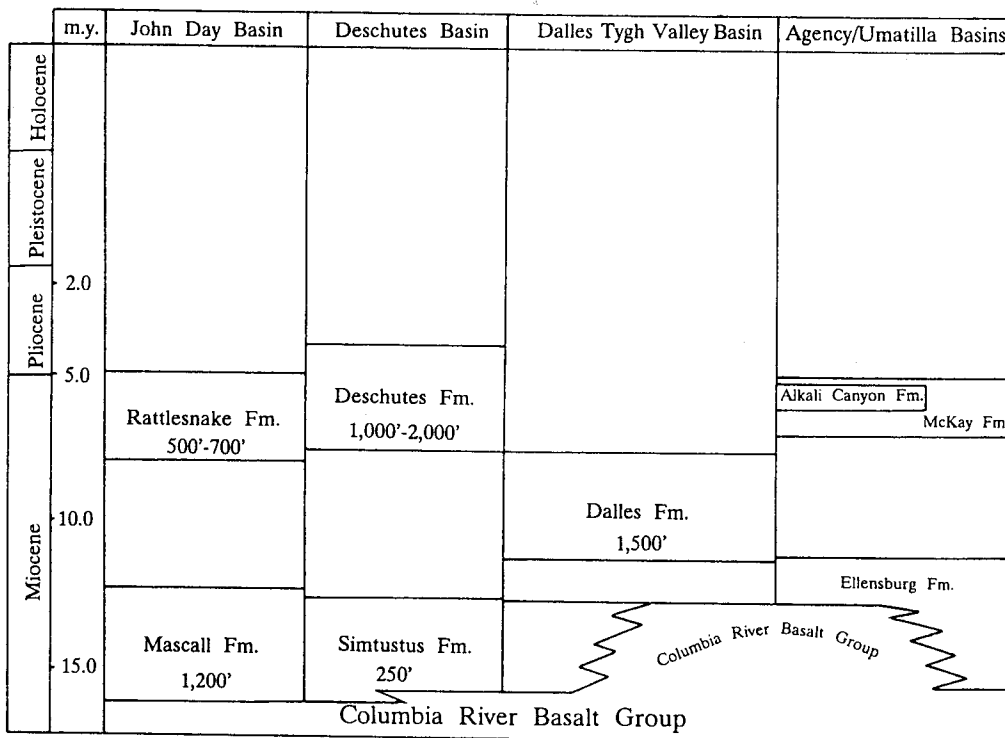 m.y.
John Day Basin
Deschutes Basin
Dalles Tygh Valley Basin
Agency/Umatilla Basins
Holocene
Pleistocene
Pliocene
Miocene
2.0
5.0
10.0
15.0
Rattlesnake Fm.
500'-700'
Mascall Fm.
1,200'
Deschutes Fm.
1,000'-2,000'
Simtustus Fm.
250'
Dalles Fm.
1,500'
Alkali Canyon Fm.
McKay Fm
Ellensburg Fm.
Columbia River Basalt Group
Columbia River Basalt Group